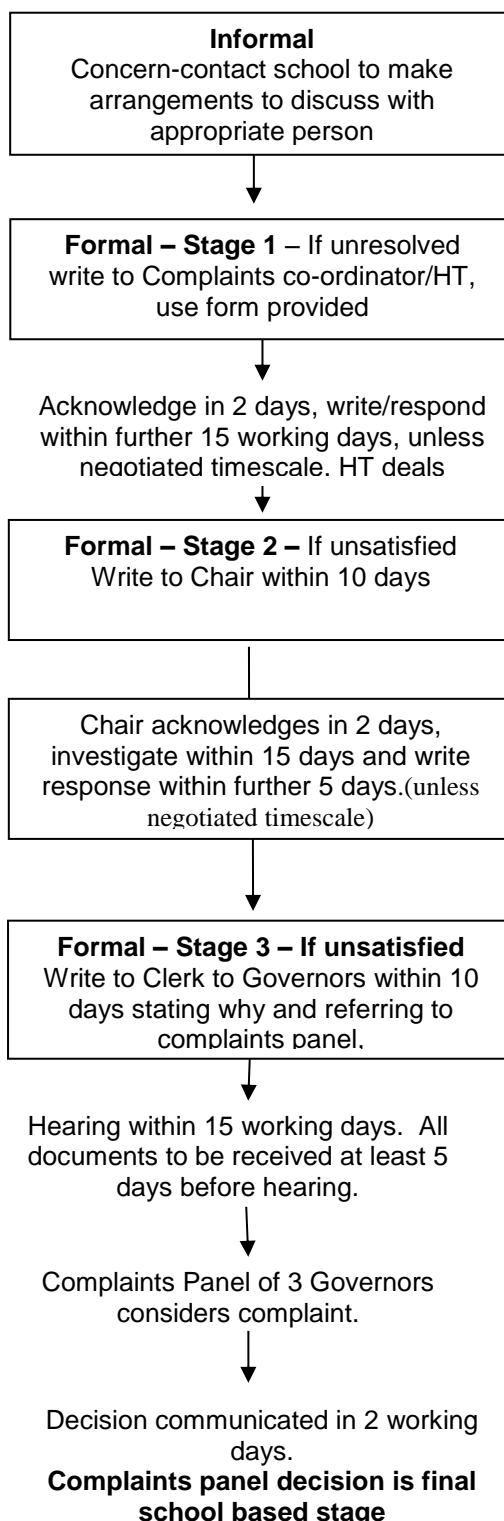 Informal
Concern-contact school to make
arrangements to discuss with
appropriate person
Formal – Stage 1 – If unresolved
write to Complaints co-ordinator/HT,
use form provided
Acknowledge in 2 days, write/respond
within further 15 working days, unless
negotiated timescale. HT deals
Formal – Stage 2 – If unsatisfied
Write to Chair within 10 days
Chair acknowledges in 2 days,
investigate within 15 days and write
response within further 5 days.(unless
negotiated timescale)
Formal – Stage 3 – If unsatisfied
Write to Clerk to Governors within 10
days stating why and referring to
complaints panel.
Hearing within 15 working days.  All
documents to be received at least 5
days before hearing.
Complaints Panel of 3 Governors
considers complaint.
Decision communicated in 2 working
days.
Complaints panel decision is final
school based stage